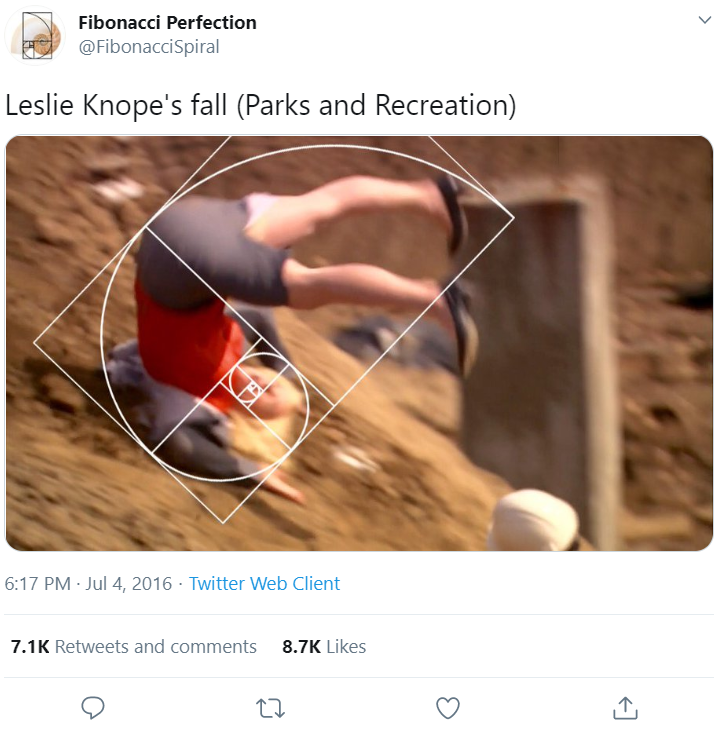 Fibonacci Perfection
@FibonacciSpiral
Leslie Knope's fall (Parks and Recreation)
6:17 PM · Jul 4, 2016 · Twitter Web Client
7.1K Retweets and comments 8.7K Likes